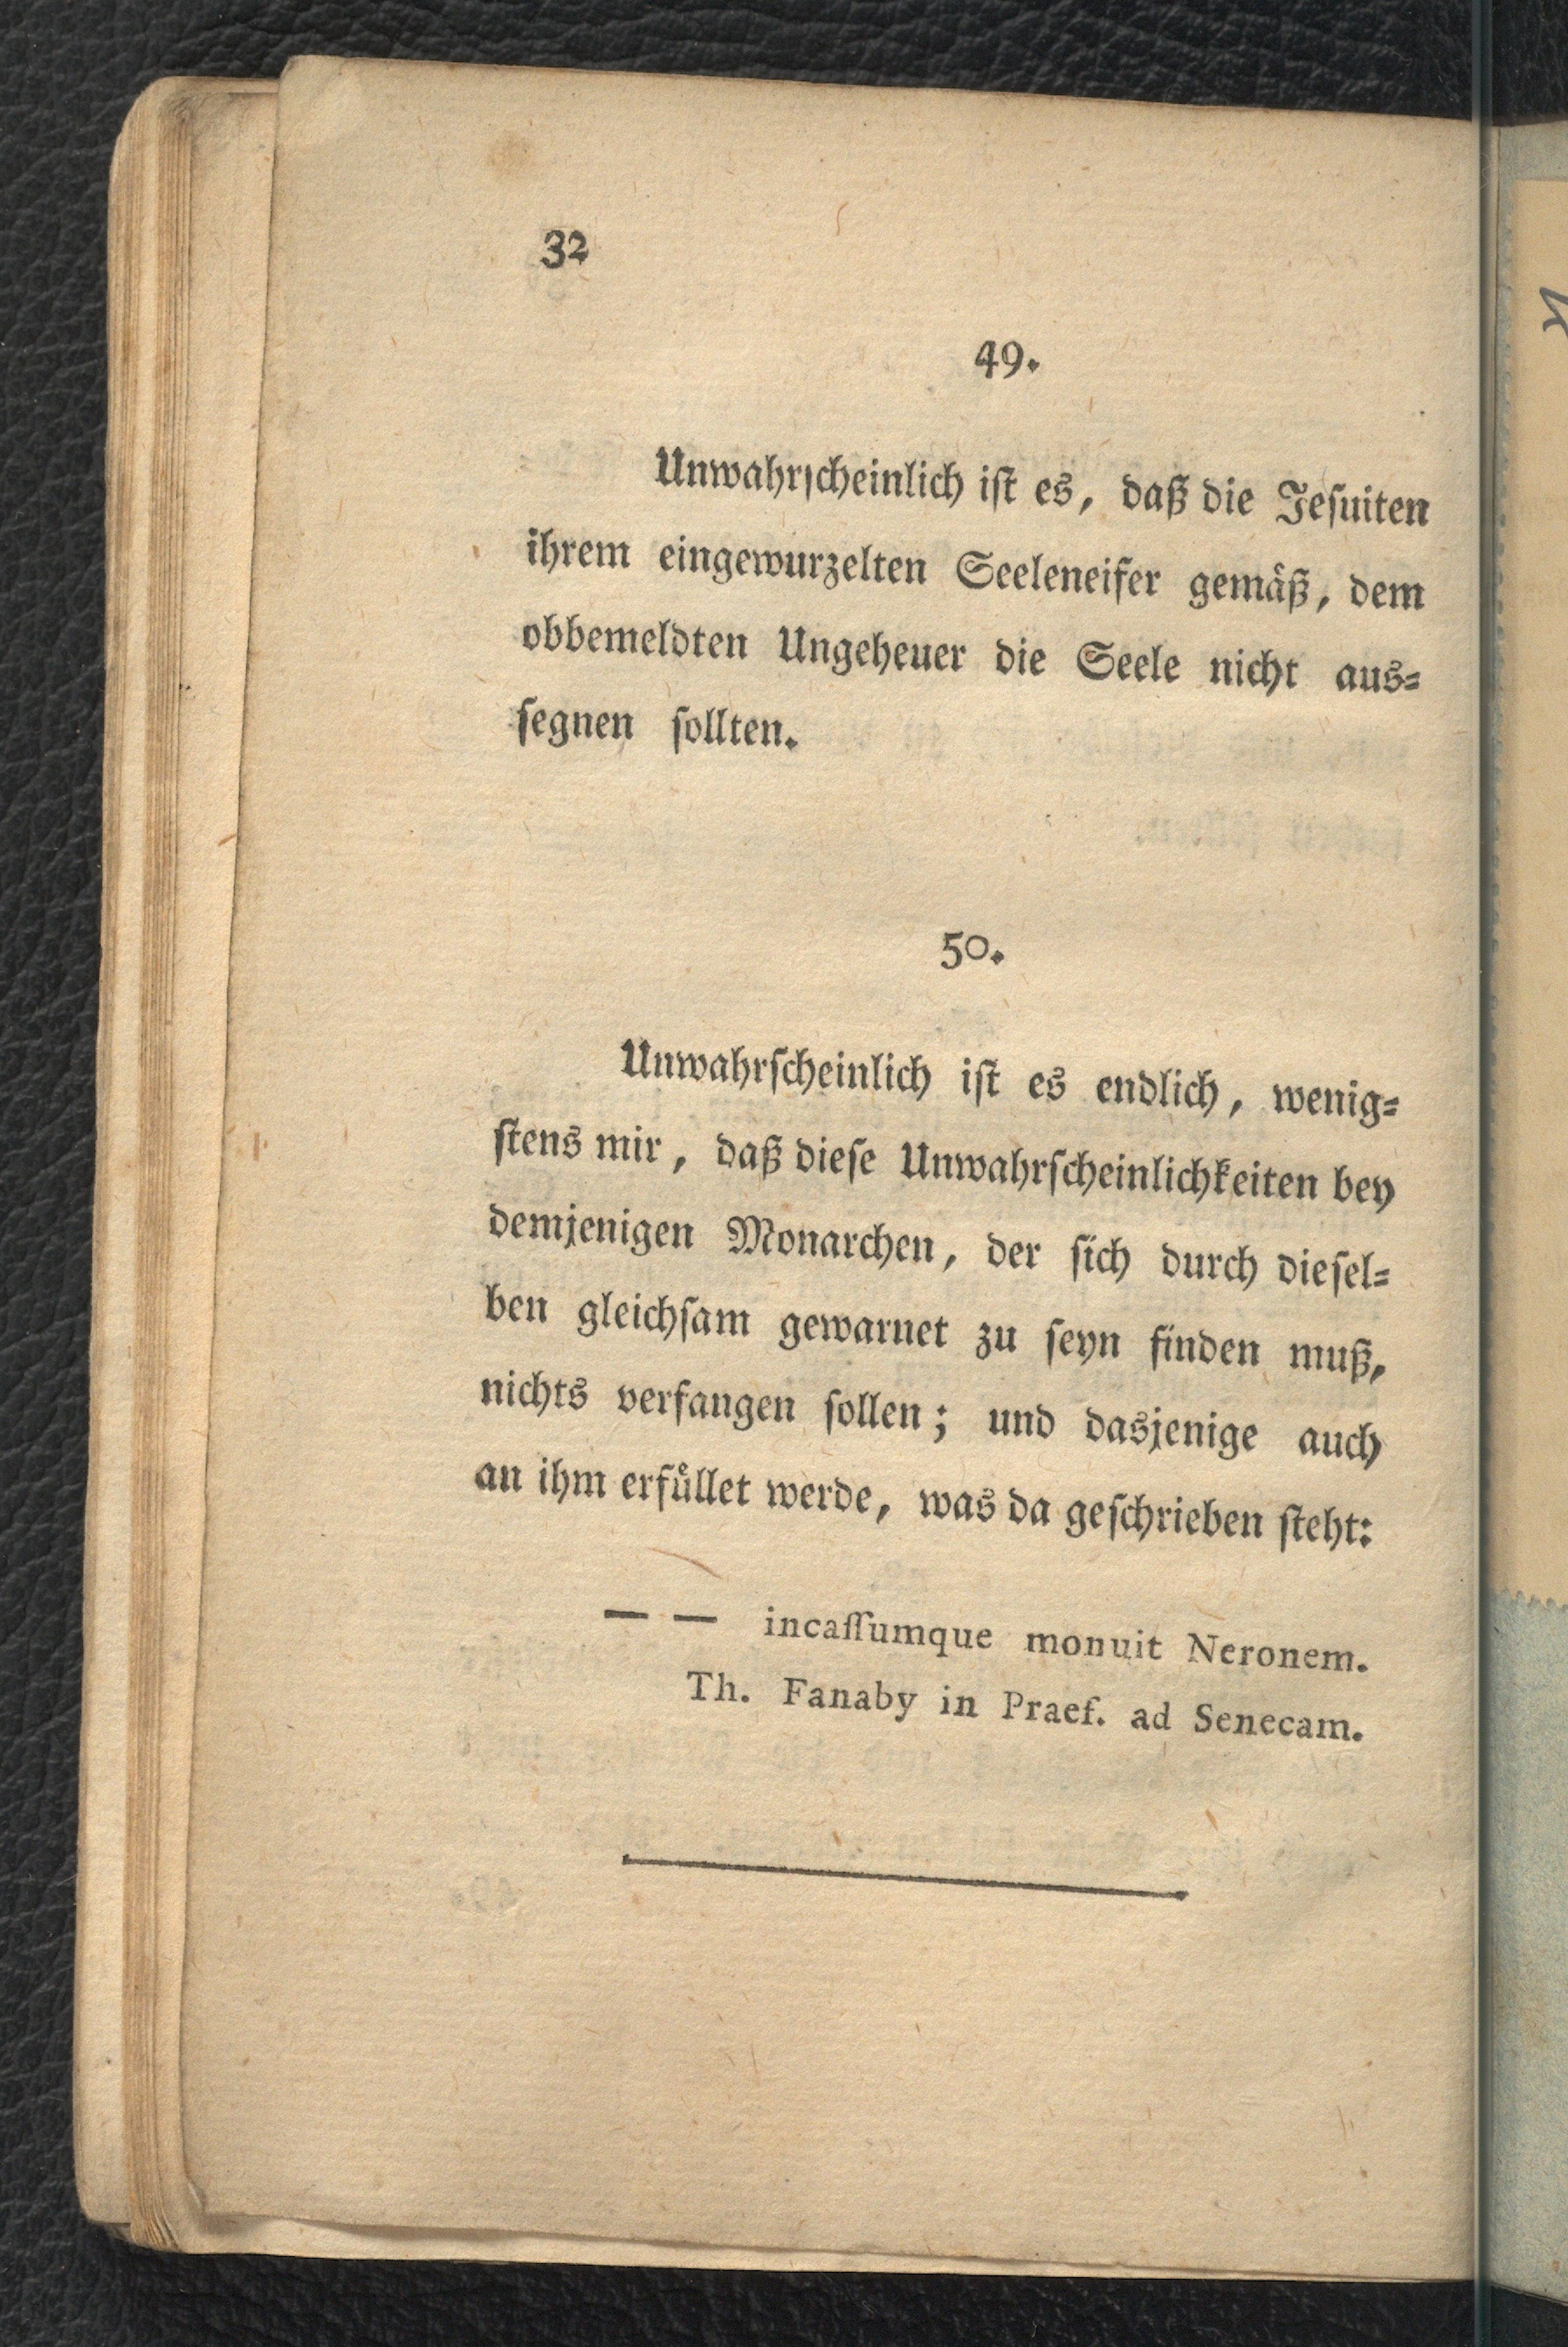 32
49.
Unwahrſcheinlich iſt es, daß die Jeſuiten
ihrem eingewurzelten Seeleneifer gemäß, dem
obbemeldten Ungeheuer die Seele nicht aus⸗
ſegnen ſollten.
50.
Unwahrſcheinlich iſt es endlich, wenig⸗
ſtens mir, daß dieſe Unwahrſcheinlichkeiten bey
demjenigen Monarchen, der ſich durch dieſel⸗
ben gleichſam gewarnet zu ſeyn finden muß,
nichts verfangen ſollen; und dasjenige auch
an ihm erfüllet werde, was da geſchrieben ſteht:
— — incaſſumque monuit Neronem.
Th. Fanaby in Praef. ad Senecam.